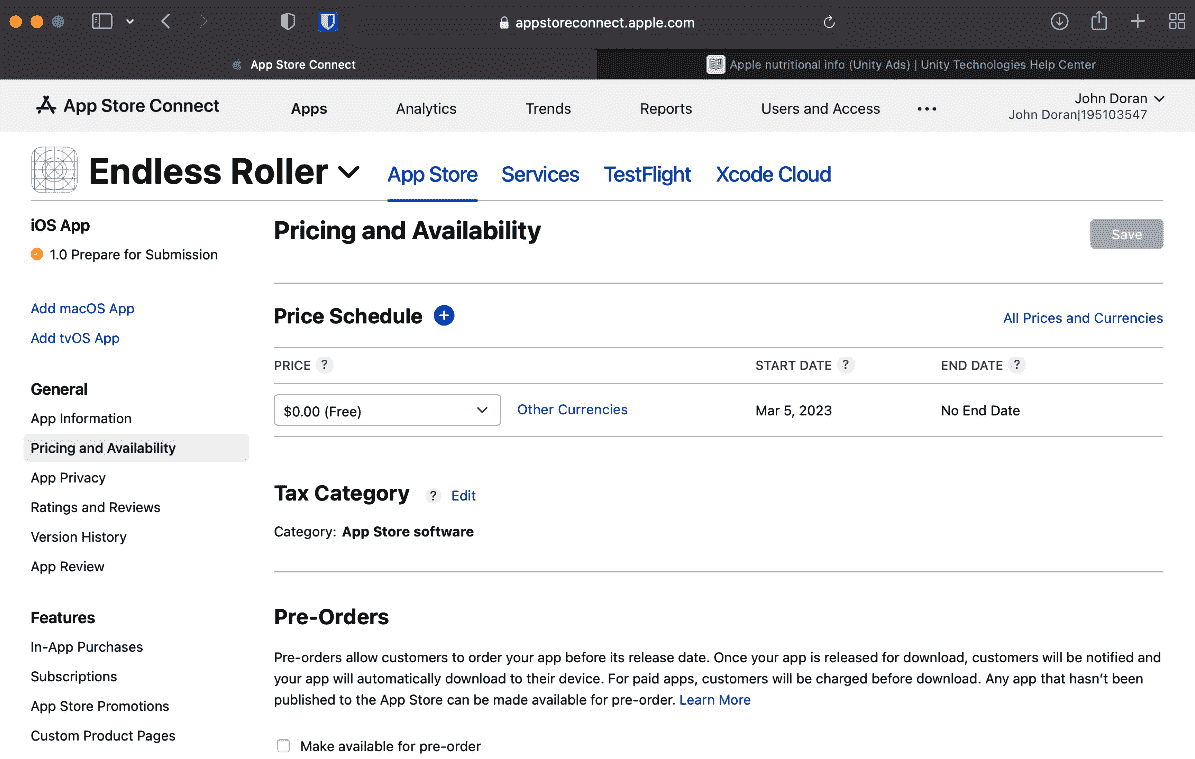 appstoreconnect.apple.com
App Store Connect
Apple nutritional info (Unity Ads) | Unity Technologies Help Center
App Store Connect
Apps
Analytics
Trends
Reports
Users and Access
John Doran
John Doran|195103547
Endless Roller
App Store
Services
TestFlight
Xcode Cloud
iOS App
1.0 Prepare for Submission
Add macOS App
Add tvOS App
General
App Information
Pricing and Availability
App Privacy
Ratings and Reviews
Version History
App Review
Features
In-App Purchases
Subscriptions
App Store Promotions
Custom Product Pages
Pricing and Availability
Save
Price Schedule
All Prices and Currencies
PRICE ?
START DATE ?
END DATE ?
$0.00 (Free)
Other Currencies
Mar 5, 2023
No End Date
Tax Category ? Edit
Category: App Store software
Pre-Orders
Pre-orders allow customers to order your app before its release date. Once your app is released for download, customers will be notified and
your app will automatically download to their device. For paid apps, customers will be charged before download. Any app that hasn't been
published to the App Store can be made available for pre-order. Learn More
Make available for pre-order